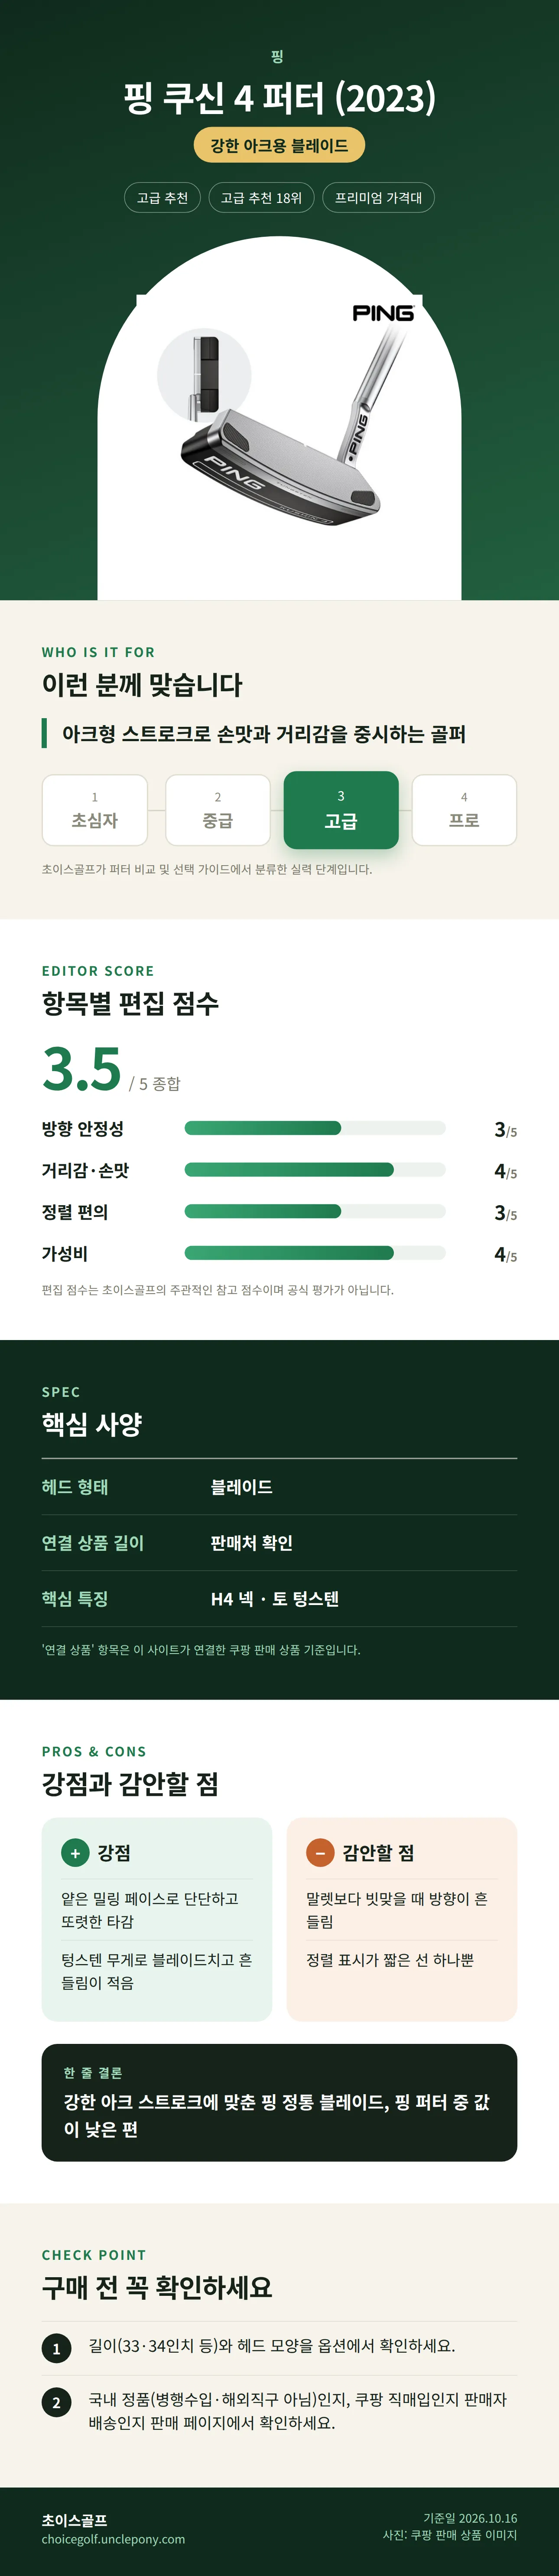 핑
핑 쿠신 4 퍼터 (2023)
강한 아크용 블레이드
고급 추천
고급 추천 18위
프리미엄 가격대
PING
PING
PING
WHO IS IT FOR
이런 분께 맞습니다
아크형 스트로크로 손맛과 거리감을 중시하는 골퍼
1
초심자
2
중급
3
고급
4
프로
초이스골프가 퍼터 비교 및 선택 가이드에서 분류한 실력 단계입니다.
EDITOR SCORE
항목별 편집 점수
3.5 / 5 종합
방향 안정성 3/5
거리감·손맛 4/5
정렬 편의 3/5
가성비 4/5
편집 점수는 초이스골프의 주관적인 참고 점수이며 공식 평가가 아닙니다.
SPEC
핵심 사양
헤드 형태 블레이드
연결 상품 길이 판매처 확인
핵심 특징 H4 넥 · 토 텅스텐
'연결 상품' 항목은 이 사이트가 연결한 쿠팡 판매 상품 기준입니다.
PROS & CONS
강점과 감안할 점
+ 강점
얕은 밀링 페이스로 단단하고
또렷한 타감
텅스텐 무게로 블레이드치고 흔
들림이 적음
− 감안할 점
말렛보다 빗맞을 때 방향이 흔
들림
정렬 표시가 짧은 선 하나뿐
한 줄 결론
강한 아크 스트로크에 맞춘 핑 정통 블레이드, 핑 퍼터 중 값
이 낮은 편
CHECK POINT
구매 전 꼭 확인하세요
1 길이(33·34인치 등)와 헤드 모양을 옵션에서 확인하세요.
2 국내 정품(병행수입·해외직구 아님)인지, 쿠팡 직매입인지 판매자
배송인지 판매 페이지에서 확인하세요.
초이스골프
choicegolf.unclepony.com
기준일 2026.10.16
사진: 쿠팡 판매 상품 이미지